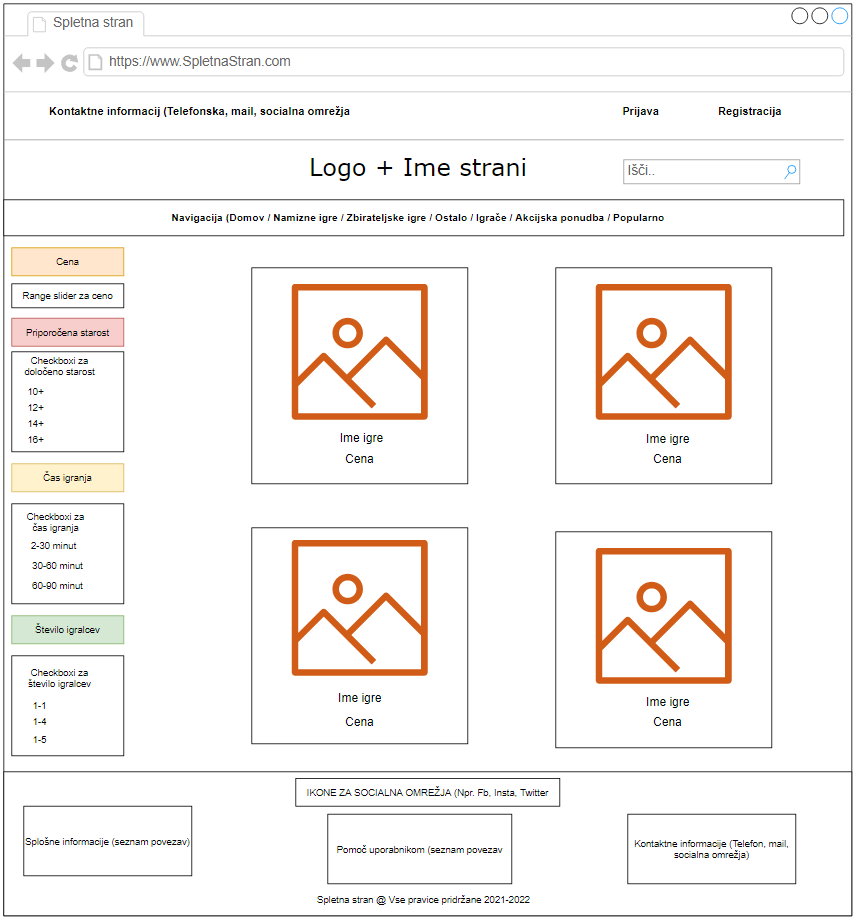 Spletna stran
https://www.SpletnaStran.com
Kontaktne informacij (Telefonska, mail, socialna omrežja
Prijava
Registracija
Logo + Ime strani
Išči..
Navigacija (Domov / Namizne igre / Zbirateljske igre / Ostalo / Igrače / Akcijska ponudba / Popularno
Cena
Range slider za ceno
Priporočena starost
Checkboxi za
določeno starost
10+
12+
14+
16+
Čas igranja
Checkboxi za
čas igranja
2-30 minut
30-60 minut
60-90 minut
Število igralcev
Checkboxi za
število igralcev
1-1
1-4
1-5
Ime igre
Cena
Ime igre
Cena
Ime igre
Cena
Ime igre
Cena
IKONE ZA SOCIALNA OMREŽJA (Npr. Fb, Insta, Twitter
Splošne informacije (seznam povezav)
Pomoč uporabnikom (seznam povezav
Kontaktne informacije (Telefon, mail,
socialna omrežja)
Spletna stran @ Vse pravice pridržane 2021-2022